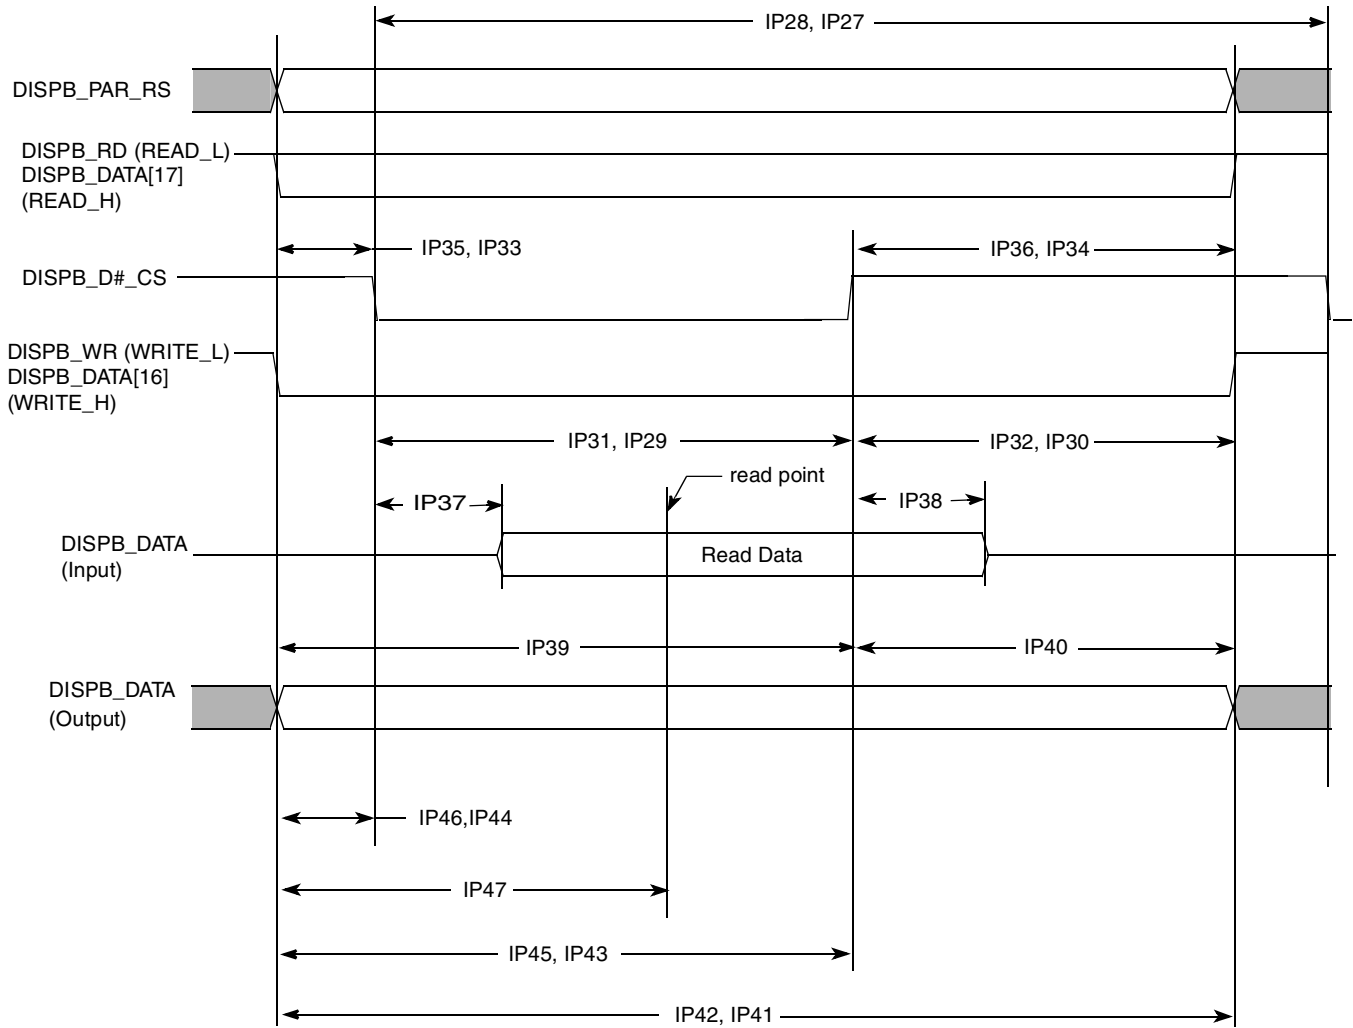 IP28, IP27
DISPB_PAR_RS
DISPB_RD (READ_L)
DISPB_DATA[17]
(READ_H)
IP35, IP33
IP36, IP34
DISPB_D#_CS
DISPB_WR (WRITE_L)
DISPB_DATA[16]
(WRITE_H)
IP31, IP29
IP32, IP30
read point
IP37
IP38
DISPB_DATA
(Input)
Read Data
IP39
IP40
DISPB_DATA
(Output)
IP46,IP44
IP47
IP45, IP43
IP42, IP41